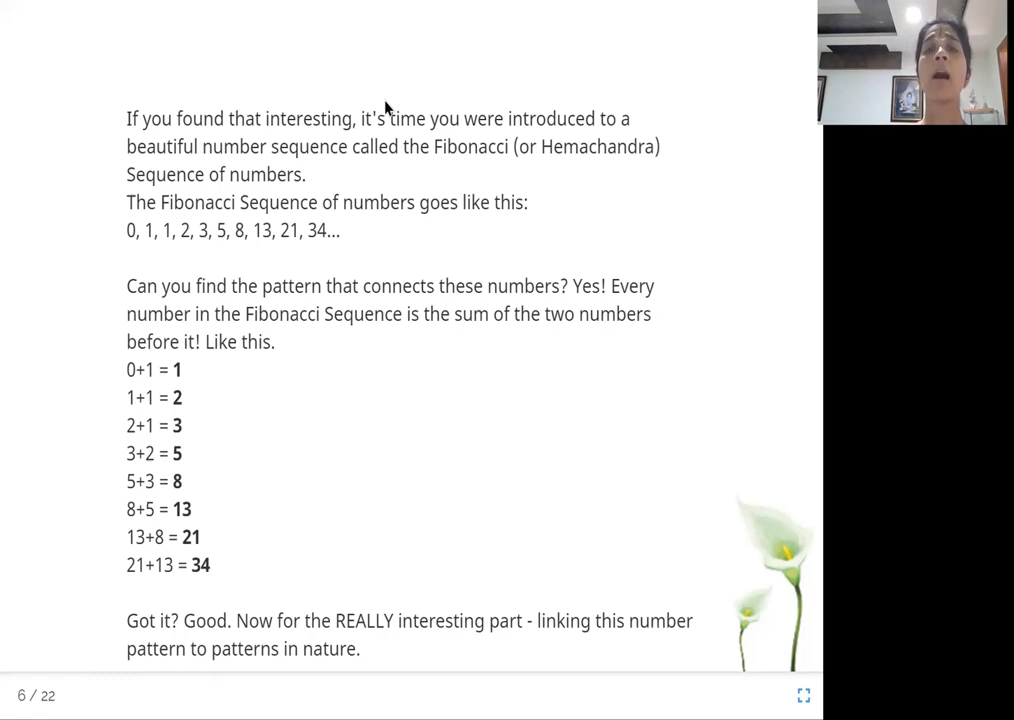 If you found that interesting, it's time you were introduced to a
beautiful number sequence called the Fibonacci (or Hemachandra)
Sequence of numbers.
The Fibonacci Sequence of numbers goes like this:
0, 1, 1, 2, 3, 5, 8, 13, 21, 34...
Can you find the pattern that connects these numbers? Yes! Every
number in the Fibonacci Sequence is the sum of the two numbers
before it! Like this.
0+1 = 1
1+1 = 2
2+1 = 3
3+2 = 5
5+3 = 8
8+5 = 13
13+8 = 21
21+13 = 34
Got it? Good. Now for the REALLY interesting part - linking this number
pattern to patterns in nature.
6 / 22